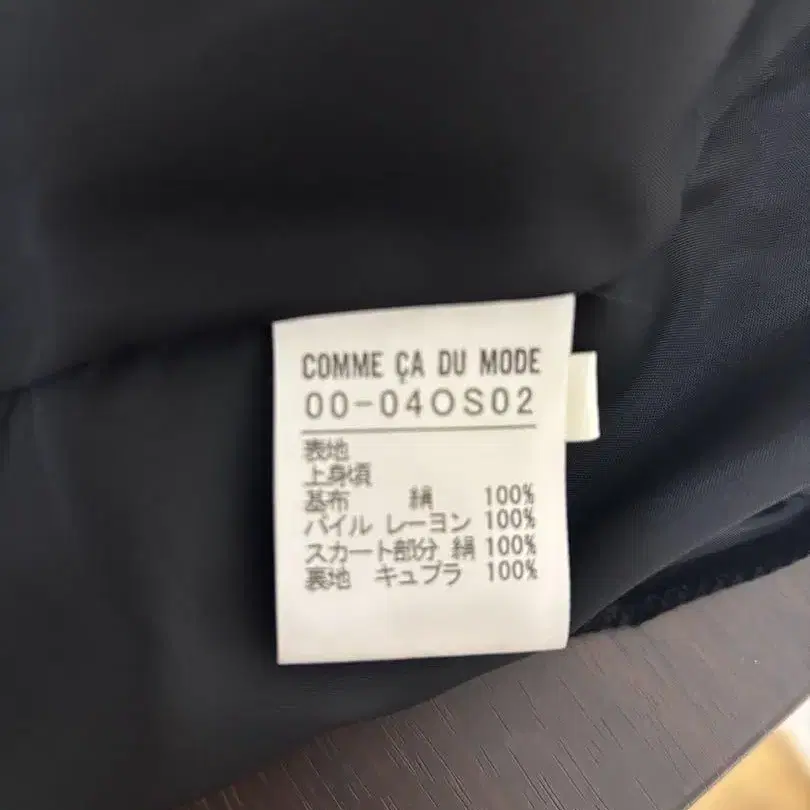 COMME ÇA DU MODE
00-04OS02
表地
上身頃
基布 絹 100%
パイル レーヨン 100%
スカート部分 絹 100%
裏地 キュプラ 100%